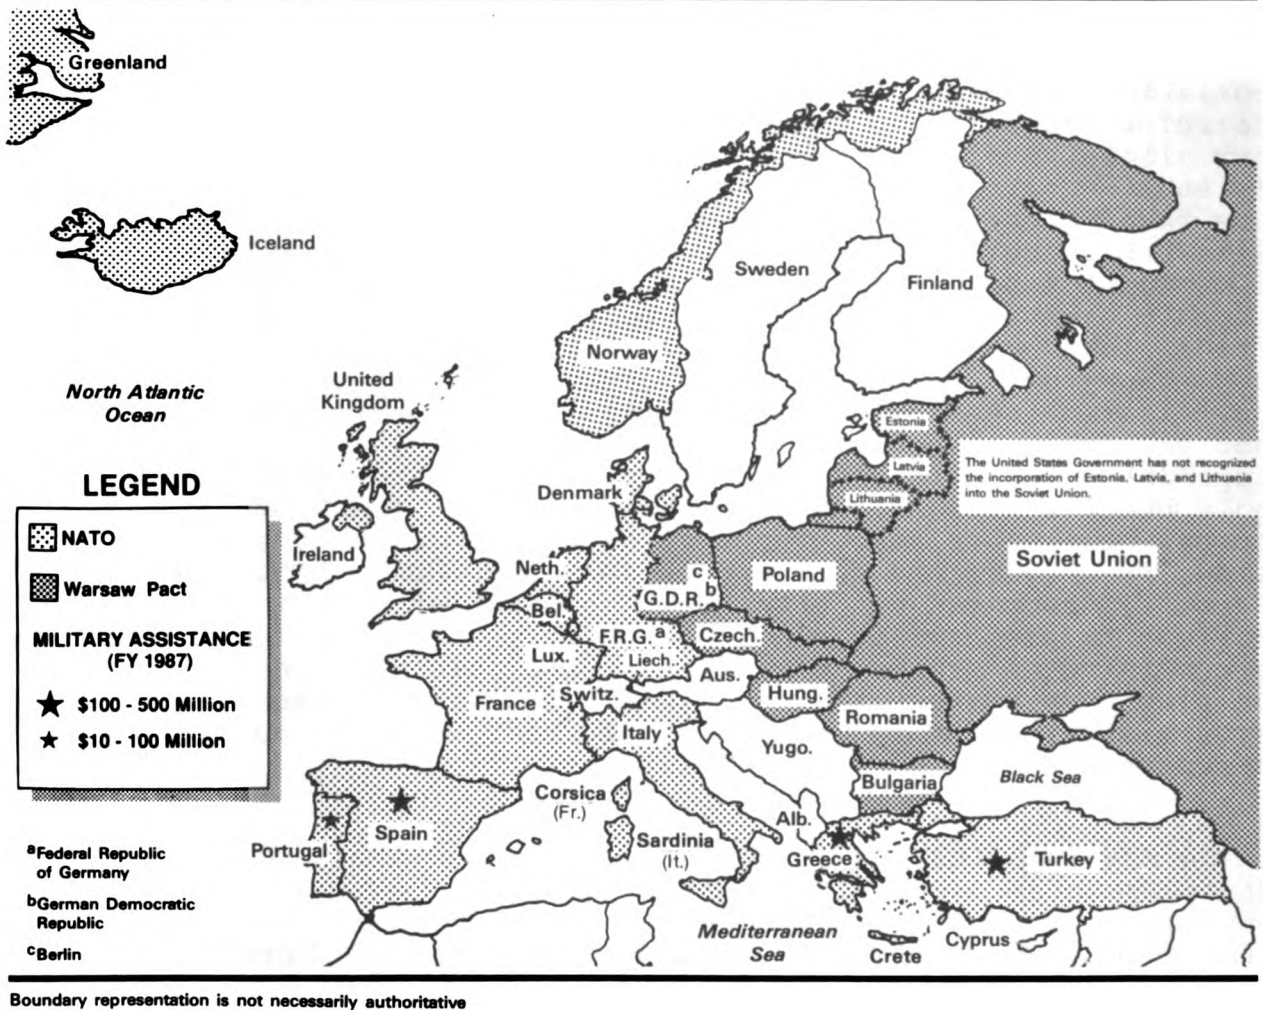 Greenland
Iceland
North Atlantic
Ocean
United
Kingdom
Norway
Sweden
Finland
Estonia
Latvia
Lithuania
The United States Government has not recognized
the incorporation of Estonia, Latvia, and Lithuania
into the Soviet Union.
Soviet Union
Denmark
Ireland
Neth.
Bel.
Lux.
F.R.G. a
Liech.
c
G.D.R. b
Poland
Czech.
Aus.
Hung.
Romania
Switz.
France
Italy
Yugo.
Bulgaria
Black Sea
Corsica
(Fr.)
Sardinia
(It.)
Alb.
Greece
Turkey
Spain
Portugal
Mediterranean
Sea
Crete
Cyprus
LEGEND
NATO
Warsaw Pact
MILITARY ASSISTANCE
(FY 1987)
$100 - 500 Million
$10 - 100 Million
a Federal Republic
of Germany
b German Democratic
Republic
c Berlin
Boundary representation is not necessarily authoritative